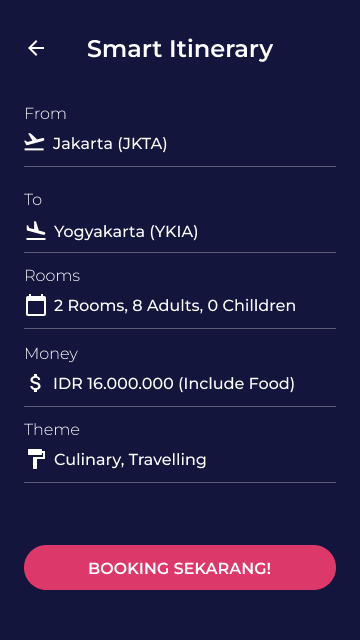 Smart Itinerary
From
Jakarta (JKTA)
To
Yogyakarta (YKIA)
Rooms
2 Rooms, 8 Adults, 0 Chilldren
Money
IDR 16.000.000 (Include Food)
Theme
Culinary, Travelling
BOOKING SEKARANG!